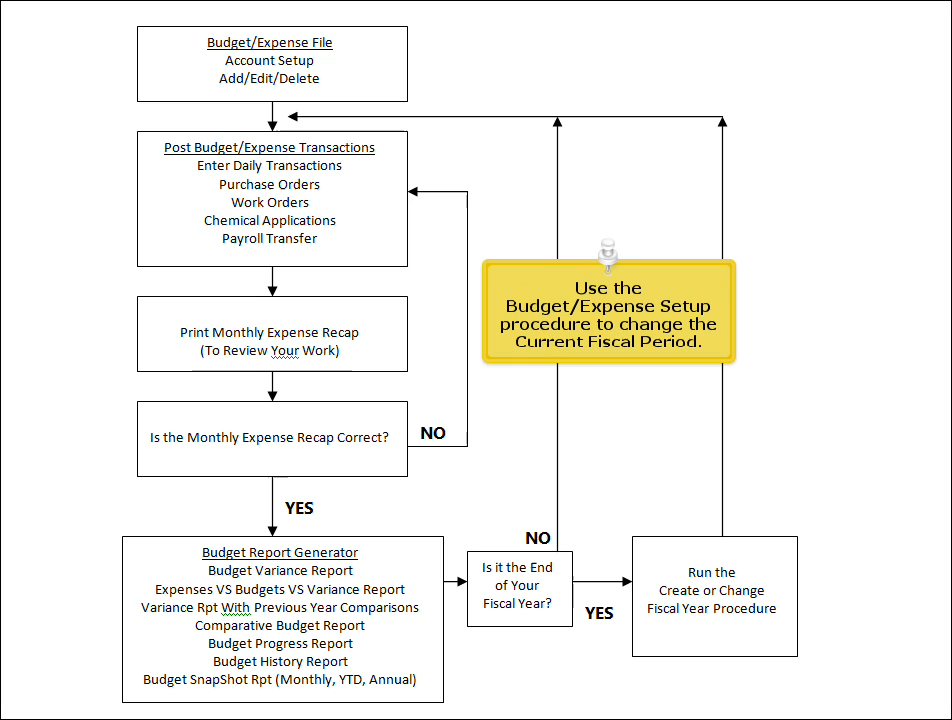 Budget/Expense File
Account Setup
Add/Edit/Delete
Post Budget/Expense Transactions
Enter Daily Transactions
Purchase Orders
Work Orders
Chemical Applications
Payroll Transfer
Use the
Budget/Expense Setup
procedure to change the
Current Fiscal Period.
Print Monthly Expense Recap
(To Review Your Work)
Is the Monthly Expense Recap Correct?
NO
YES
Budget Report Generator
Budget Variance Report
Expenses VS Budgets VS Variance Report
Variance Rpt With Previous Year Comparisons
Comparative Budget Report
Budget Progress Report
Budget History Report
Budget SnapShot Rpt (Monthly, YTD, Annual)
NO
Is it the End
of Your
Fiscal Year?
YES
Run the
Create or Change
Fiscal Year Procedure